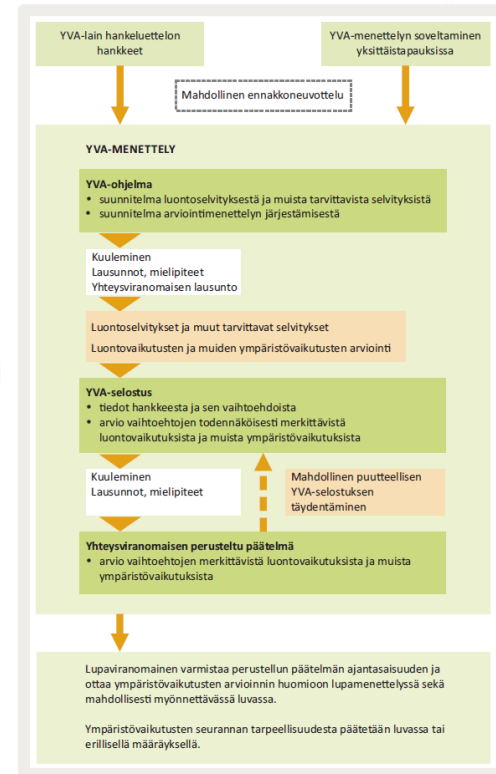 YVA-lain hankeluettelon
hankkeet
YVA-menettelyn soveltaminen
yksittäistapauksissa
Mahdollinen ennakkoneuvottelu
YVA-MENETTELY
YVA-ohjelma
• suunnitelma luontoselvityksestä ja muista tarvittavista selvityksistä
• suunnitelma arviointimenettelyn järjestämisestä
Kuuleminen
Lausunnot, mielipiteet
Yhteysviranomaisen lausunto
Luontoselvitykset ja muut tarvittavat selvitykset
Luontovaikutusten ja muiden ympäristövaikutusten arviointi
YVA-selostus
• tiedot hankkeesta ja sen vaihtoehdoista
• arvio vaihtoehtojen todennäköisesti merkittävistä
luontovaikutuksista ja muista ympäristövaikutuksista
Kuuleminen
Lausunnot, mielipiteet
Mahdollinen puutteellisen
YVA-selostuksen
täydentäminen
Yhteysviranomaisen perusteltu päätelmä
• arvio vaihtoehtojen merkittävistä luontovaikutuksista ja muista
ympäristövaikutuksista
Lupaviranomainen varmistaa perustellun päätelmän ajantasaisuuden ja
ottaa ympäristövaikutusten arvioinnin huomioon lupamenettelyssä sekä
mahdollisesti myönnettävässä luvassa.
Ympäristövaikutusten seurannan tarpeellisuudesta päätetään luvassa tai
erillisellä määräyksellä.